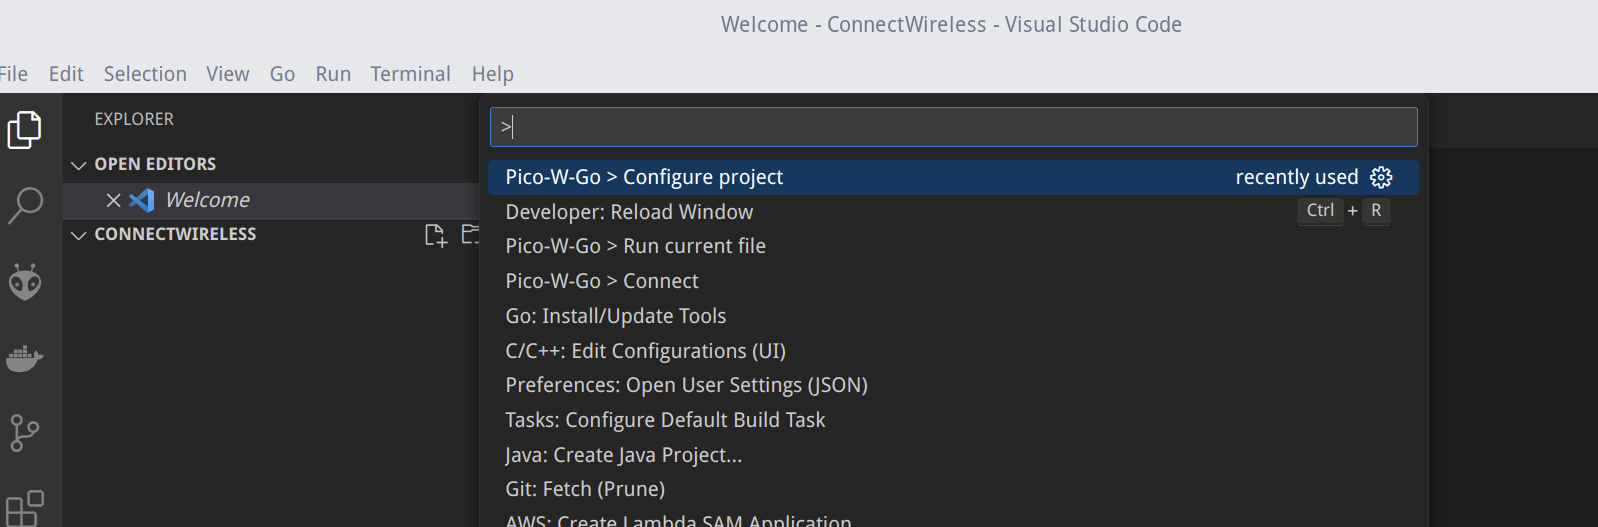 Welcome - ConnectWireless - Visual Studio Code
File Edit Selection View Go Run Terminal Help
EXPLORER
OPEN EDITORS
Welcome
CONNECTWIRELESS
>
Pico-W-Go > Configure project recently used
Developer: Reload Window Ctrl + R
Pico-W-Go > Run current file
Pico-W-Go > Connect
Go: Install/Update Tools
C/C++: Edit Configurations (UI)
Preferences: Open User Settings (JSON)
Tasks: Configure Default Build Task
Java: Create Java Project...
Git: Fetch (Prune)
AWS: Create Lambda SAM Application